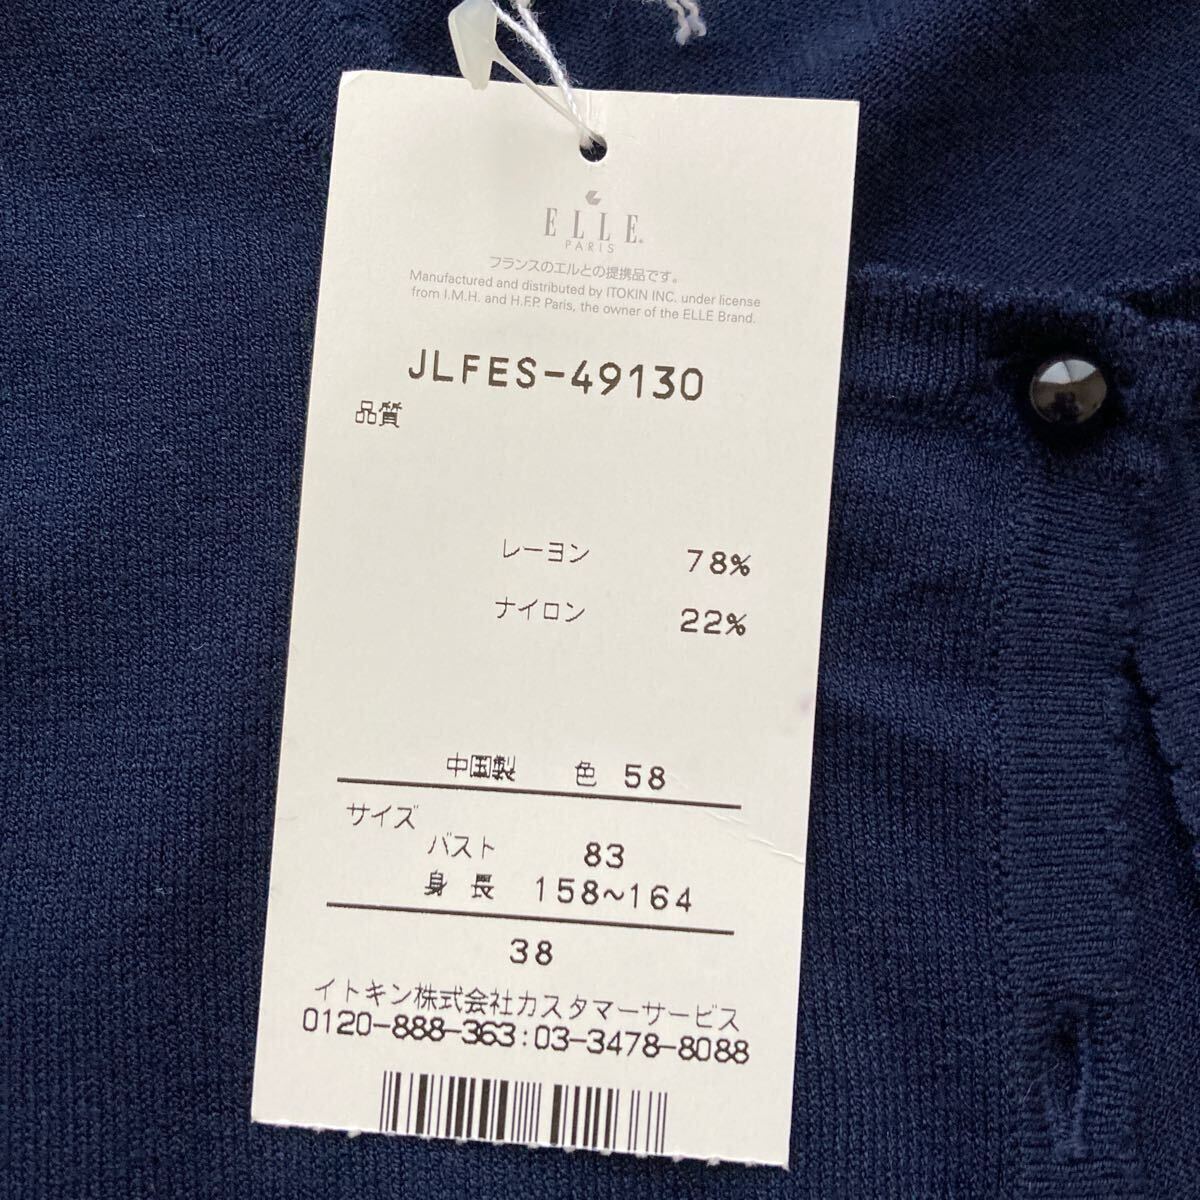 ELLE
PARIS
フランスのエルとの提携品です。
Manufactured and distributed by ITOKIN INC. under license
from I.M.H. and H.F.P. Paris, the owner of the ELLE Brand.
JLFES-49130
品質
レーヨン 78%
ナイロン 22%
中国製 色 58
サイズ
バスト 83
身長 158~164
38
イトキン株式会社カスタマーサービス
0120-888-363:03-3478-8088